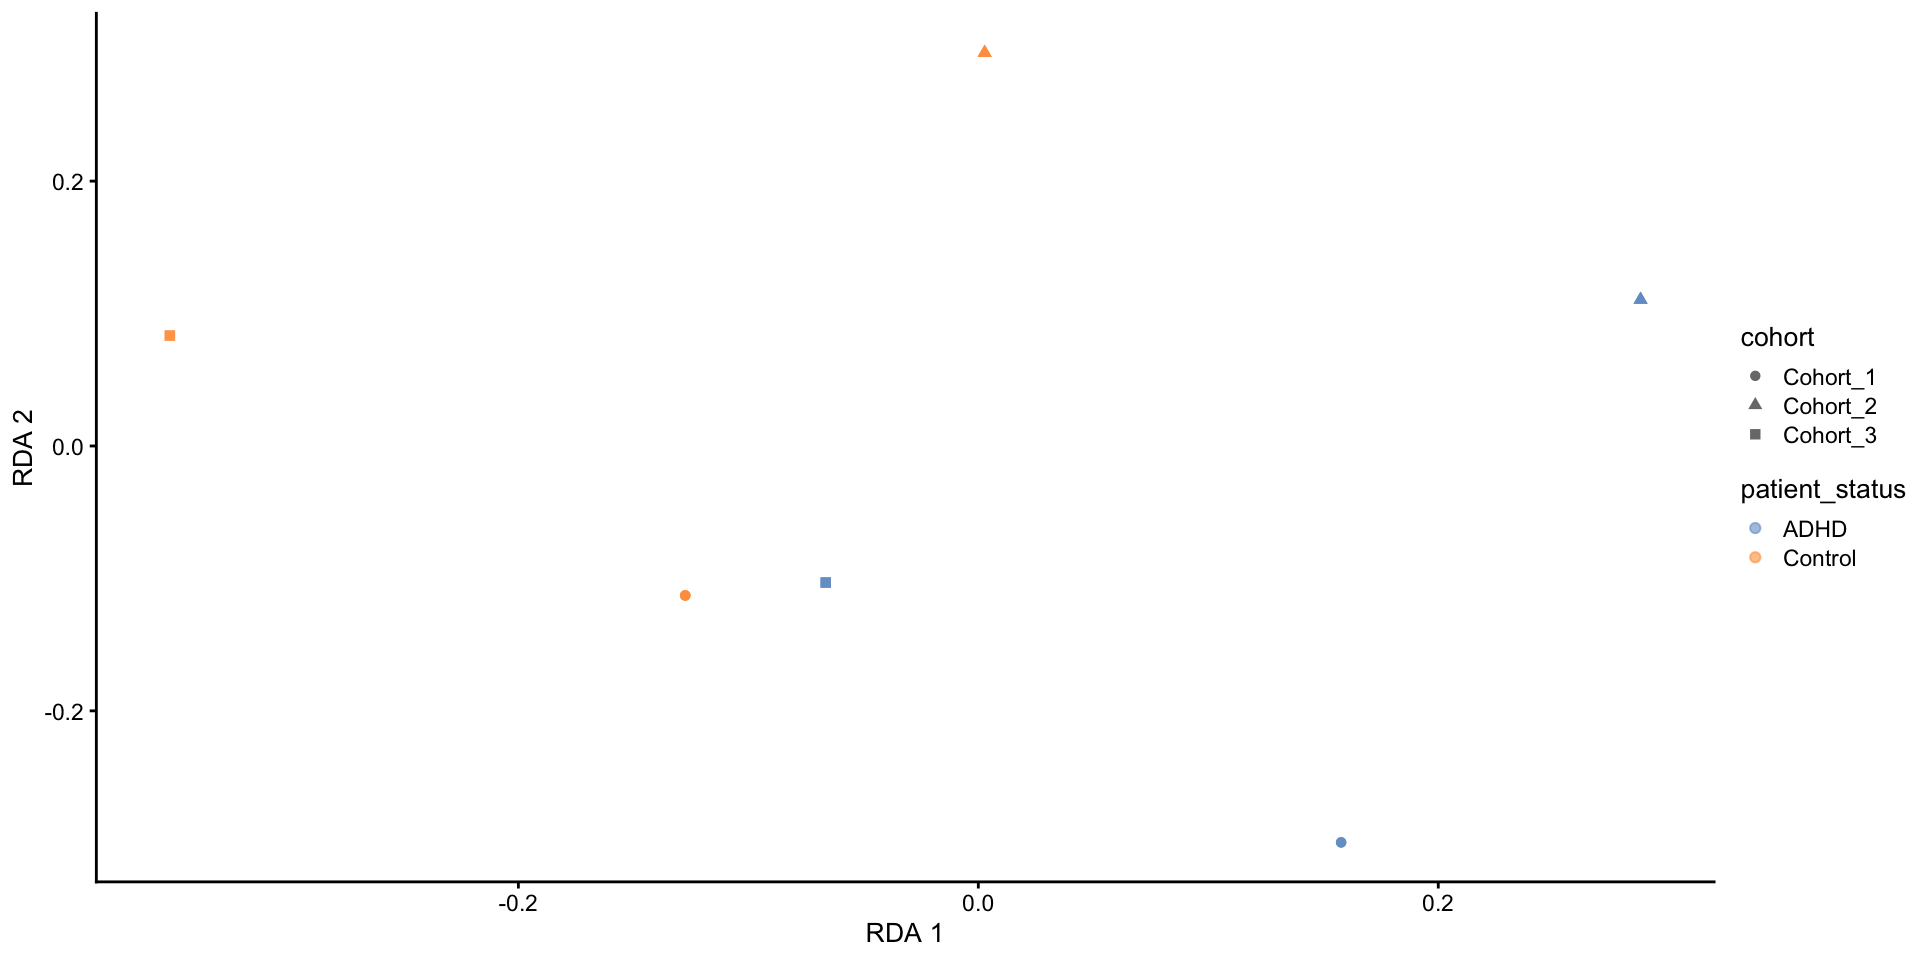 0.2
0.0
-0.2
RDA 2
-0.2
0.0
0.2
RDA 1
cohort
Cohort_1
Cohort_2
Cohort_3
patient_status
ADHD
Control